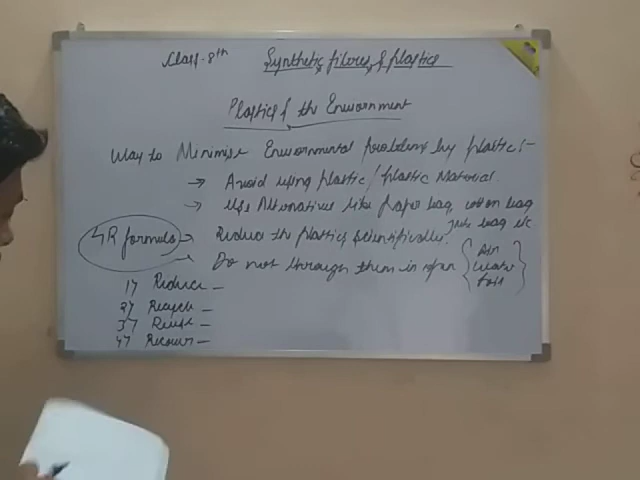 Class-8th Synthetic fibres & plastics
Plastics & the Environment
Way to Minimise Environmental problems by plastic:-
→ Avoid using plastic/plastic Material.
→ Use Alternatives like paper bag, cotton bag
Jute bag etc
4R formula → Reduce the plastics scientifically.
→ Do not through them in open { Air
Water
Soil }
1) Reduce -
2) Recycle -
3) Reuse -
4) Recover -